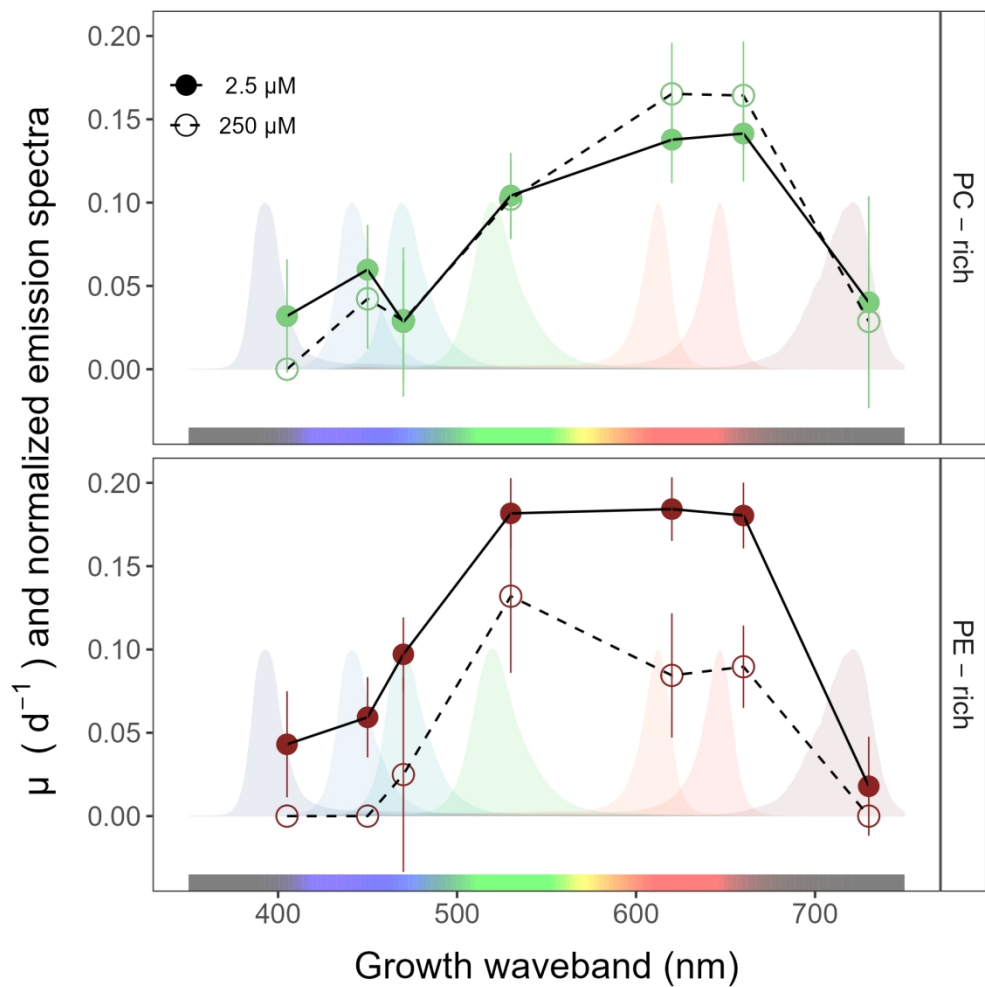 μ ( d⁻¹ ) and normalized emission spectra
0.20
0.15
0.10
0.05
0.00
2.5 μM
250 μM
PC – rich
0.20
0.15
0.10
0.05
0.00
PE – rich
400 500 600 700
Growth waveband (nm)